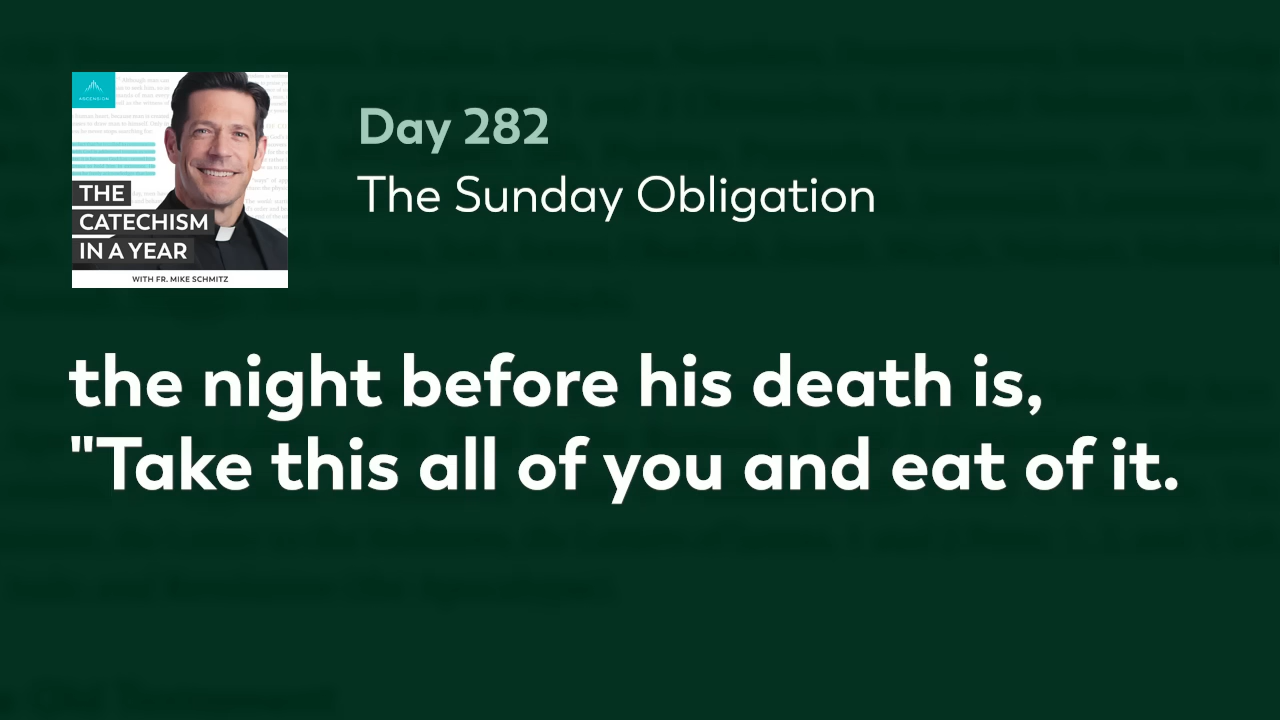 ASCENSION
THE
CATECHISM
IN A YEAR
WITH FR. MIKE SCHMITZ
Day 282
The Sunday Obligation
the night before his death is,
"Take this all of you and eat of it.